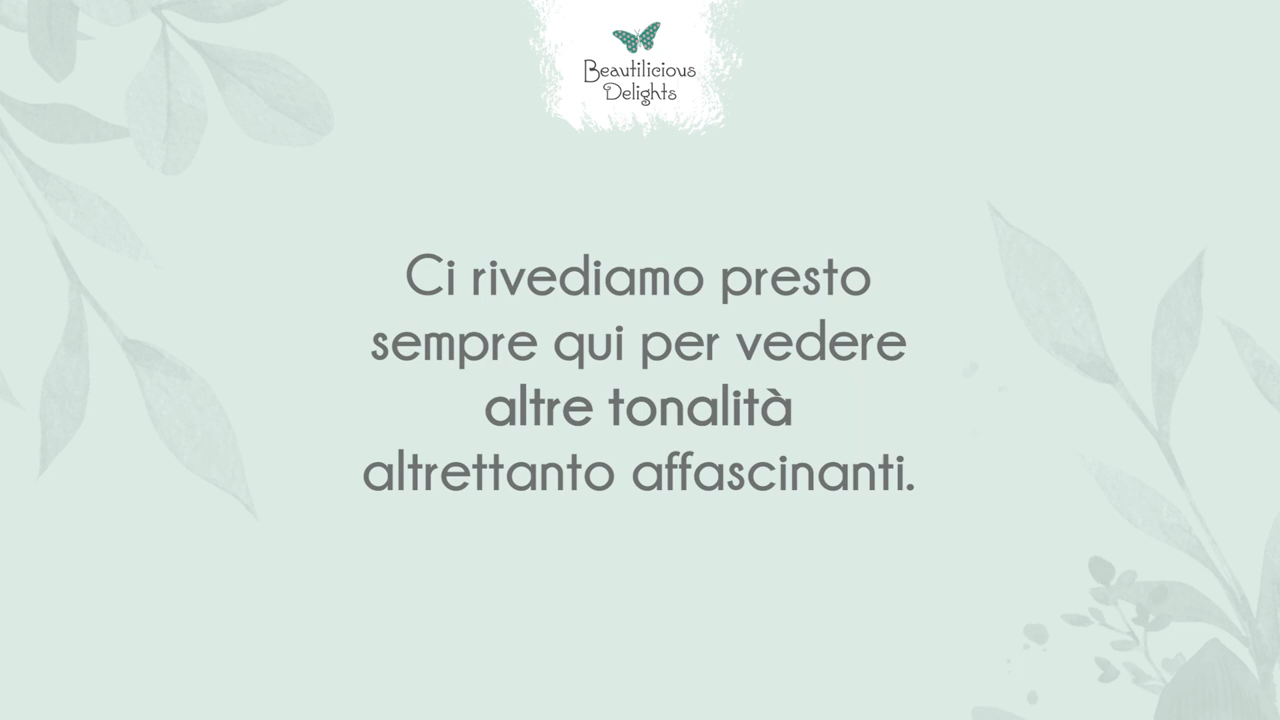 Beautilicious
Delights
Ci rivediamo presto
sempre qui per vedere
altre tonalità
altrettanto affascinanti.